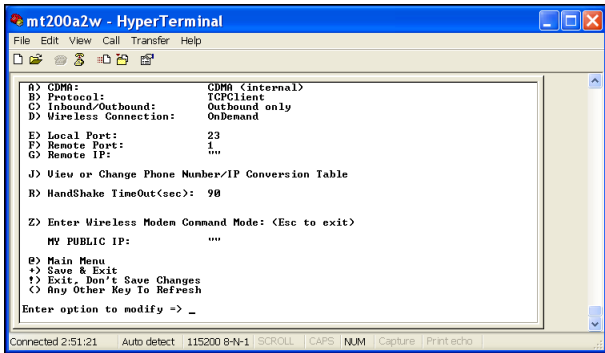 mt200a2w - HyperTerminal
File Edit View Call Transfer Help
A) CDMA: CDMA (internal)
B) Protocol: TCPClient
C) Inbound/Outbound: Outbound only
D) Wireless Connection: OnDemand
E) Local Port: 23
F) Remote Port: 1
G) Remote IP: ""
J) View or Change Phone Number/IP Conversion Table
R) HandShake TimeOut(sec): 90
Z) Enter Wireless Modem Command Mode: (Esc to exit)
MY PUBLIC IP: ""
@) Main Menu
+) Save & Exit
!) Exit, Don't Save Changes
<> Any Other Key To Refresh
Enter option to modify => _
Connected 2:51:21 Auto detect 115200 8-N-1 SCROLL CAPS NUM Capture Print echo